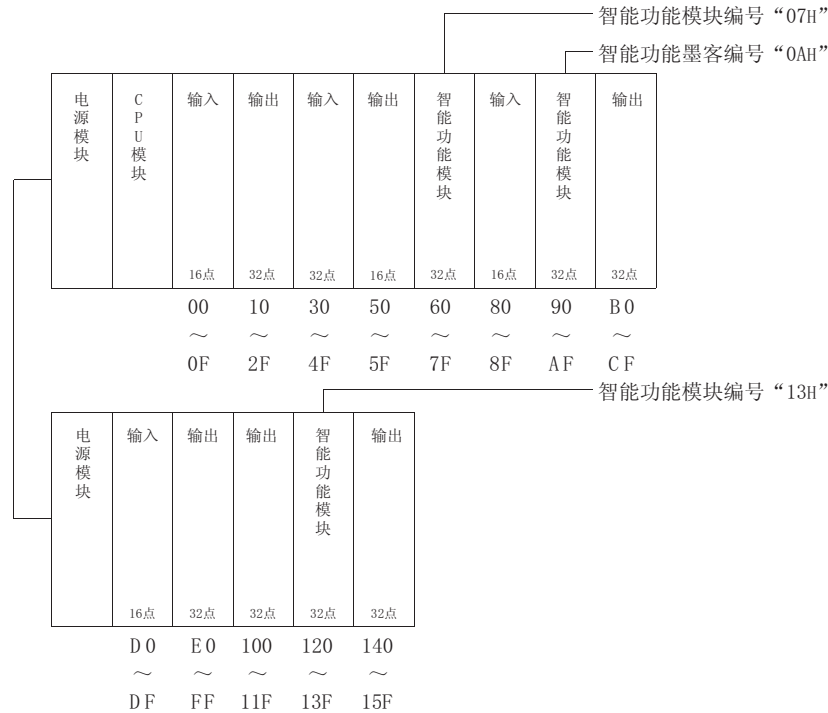 智能功能模块编号“07H”
智能功能墨客编号“0AH”
电源模块
CPU模块
输入
输出
输入
输出
智能功能模块
输入
智能功能模块
输出
16点
32点
32点
16点
32点
16点
32点
32点
00 10 30 50 60 80 90 B0
～ ～ ～ ～ ～ ～ ～ ～
0F 2F 4F 5F 7F 8F AF CF
智能功能模块编号“13H”
电源模块
输入
输出
输出
智能功能模块
输出
16点
32点
32点
32点
32点
D0 E0 100 120 140
～ ～ ～ ～ ～
DF FF 11F 13F 15F